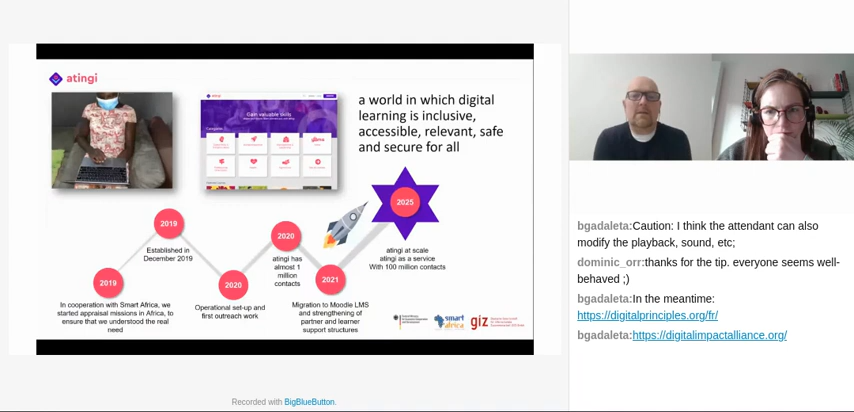 atingi
Gain valuable skills
a world in which digital
learning is inclusive,
accessible, relevant, safe
and secure for all
2019
Established in
December 2019
2019
In cooperation with Smart Africa, we
started appraisal missions in Africa, to
ensure that we understood the real
need
2020
Operational set-up and
first outreach work
2020
atingi has
almost 1
million
contacts
2021
Migration to Moodle LMS
and strengthening of
partner and learner
support structures
2025
atingi at scale
atingi as a service
With 100 million contacts
smart
africa
giz
Recorded with BigBlueButton.
bgadaleta:Caution: I think the attendant can also
modify the playback, sound, etc;
dominic_orr:thanks for the tip. everyone seems well-
behaved ;)
bgadaleta:In the meantime:
https://digitalprinciples.org/fr/
bgadaleta:https://digitalimpactalliance.org/